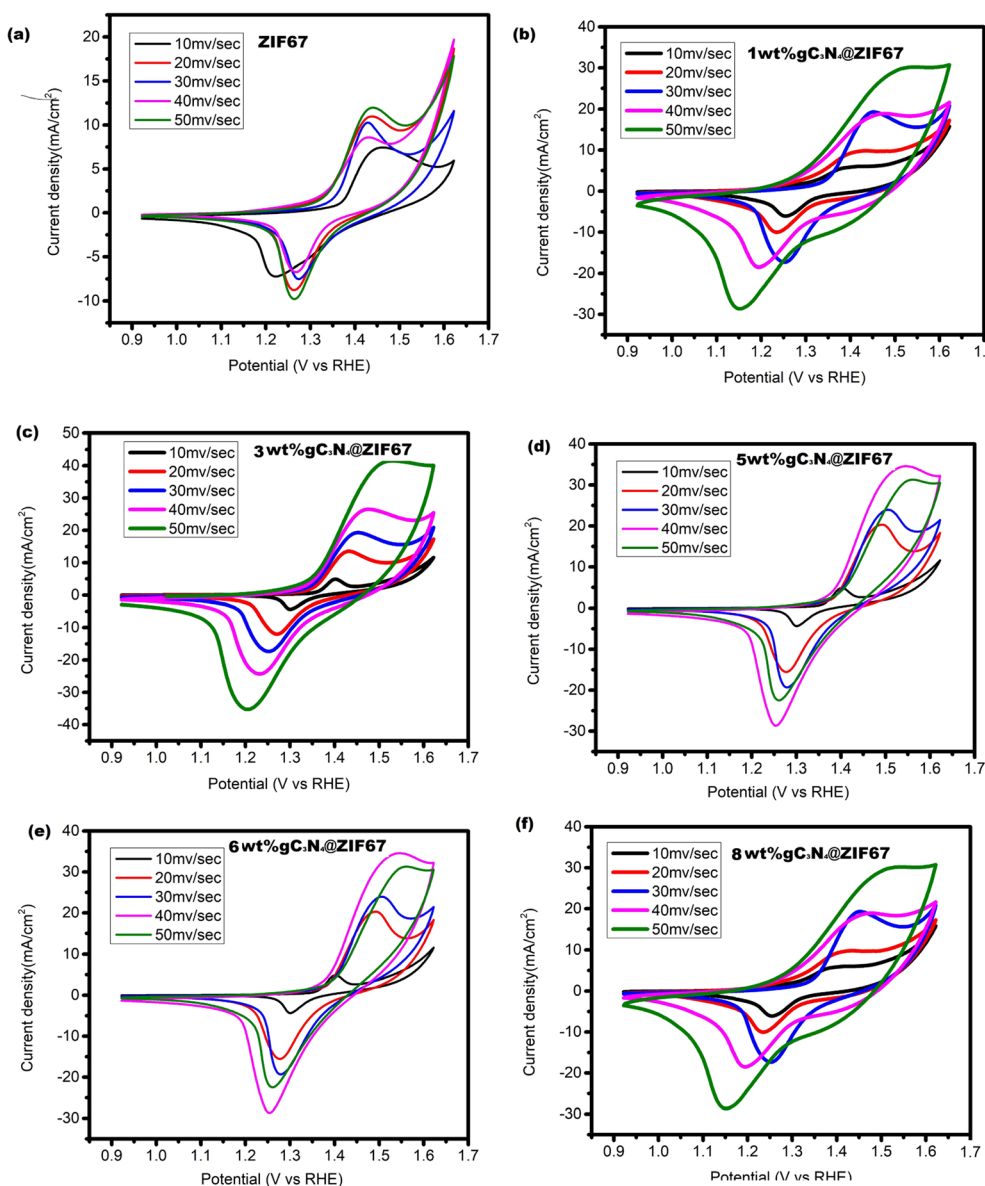 (a)
ZIF67
10mv/sec
20mv/sec
30mv/sec
40mv/sec
50mv/sec
Current density(mA/cm²)
20
15
10
5
0
-5
-10
0.9 1.0 1.1 1.2 1.3 1.4 1.5 1.6 1.7
Potential (V vs RHE)
(b)
1wt%gC₃N₄@ZIF67
10mv/sec
20mv/sec
30mv/sec
40mv/sec
50mv/sec
Current density(mA/cm²)
40
30
20
10
0
-10
-20
-30
0.9 1.0 1.1 1.2 1.3 1.4 1.5 1.6 1.
Potential (V vs RHE)
(c)
3wt%gC₃N₄@ZIF67
10mv/sec
20mv/sec
30mv/sec
40mv/sec
50mv/sec
Current density(mA/cm²)
50
40
30
20
10
0
-10
-20
-30
-40
0.9 1.0 1.1 1.2 1.3 1.4 1.5 1.6 1.7
Potential (V vs RHE)
(d)
5wt%gC₃N₄@ZIF67
10mv/sec
20mv/sec
30mv/sec
40mv/sec
50mv/sec
Current density(mA/cm²)
40
30
20
10
0
-10
-20
-30
0.9 1.0 1.1 1.2 1.3 1.4 1.5 1.6 1.7
Potential (V vs RHE)
(e)
6wt%gC₃N₄@ZIF67
10mv/sec
20mv/sec
30mv/sec
40mv/sec
50mv/sec
Current density(mA/cm²)
40
30
20
10
0
-10
-20
-30
0.9 1.0 1.1 1.2 1.3 1.4 1.5 1.6 1.7
Potential (V vs RHE)
(f)
8wt%gC₃N₄@ZIF67
10mv/sec
20mv/sec
30mv/sec
40mv/sec
50mv/sec
Current density(mA/cm²)
40
30
20
10
0
-10
-20
-30
-40
0.9 1.0 1.1 1.2 1.3 1.4 1.5 1.6 1.7
Potential (V vs RHE)